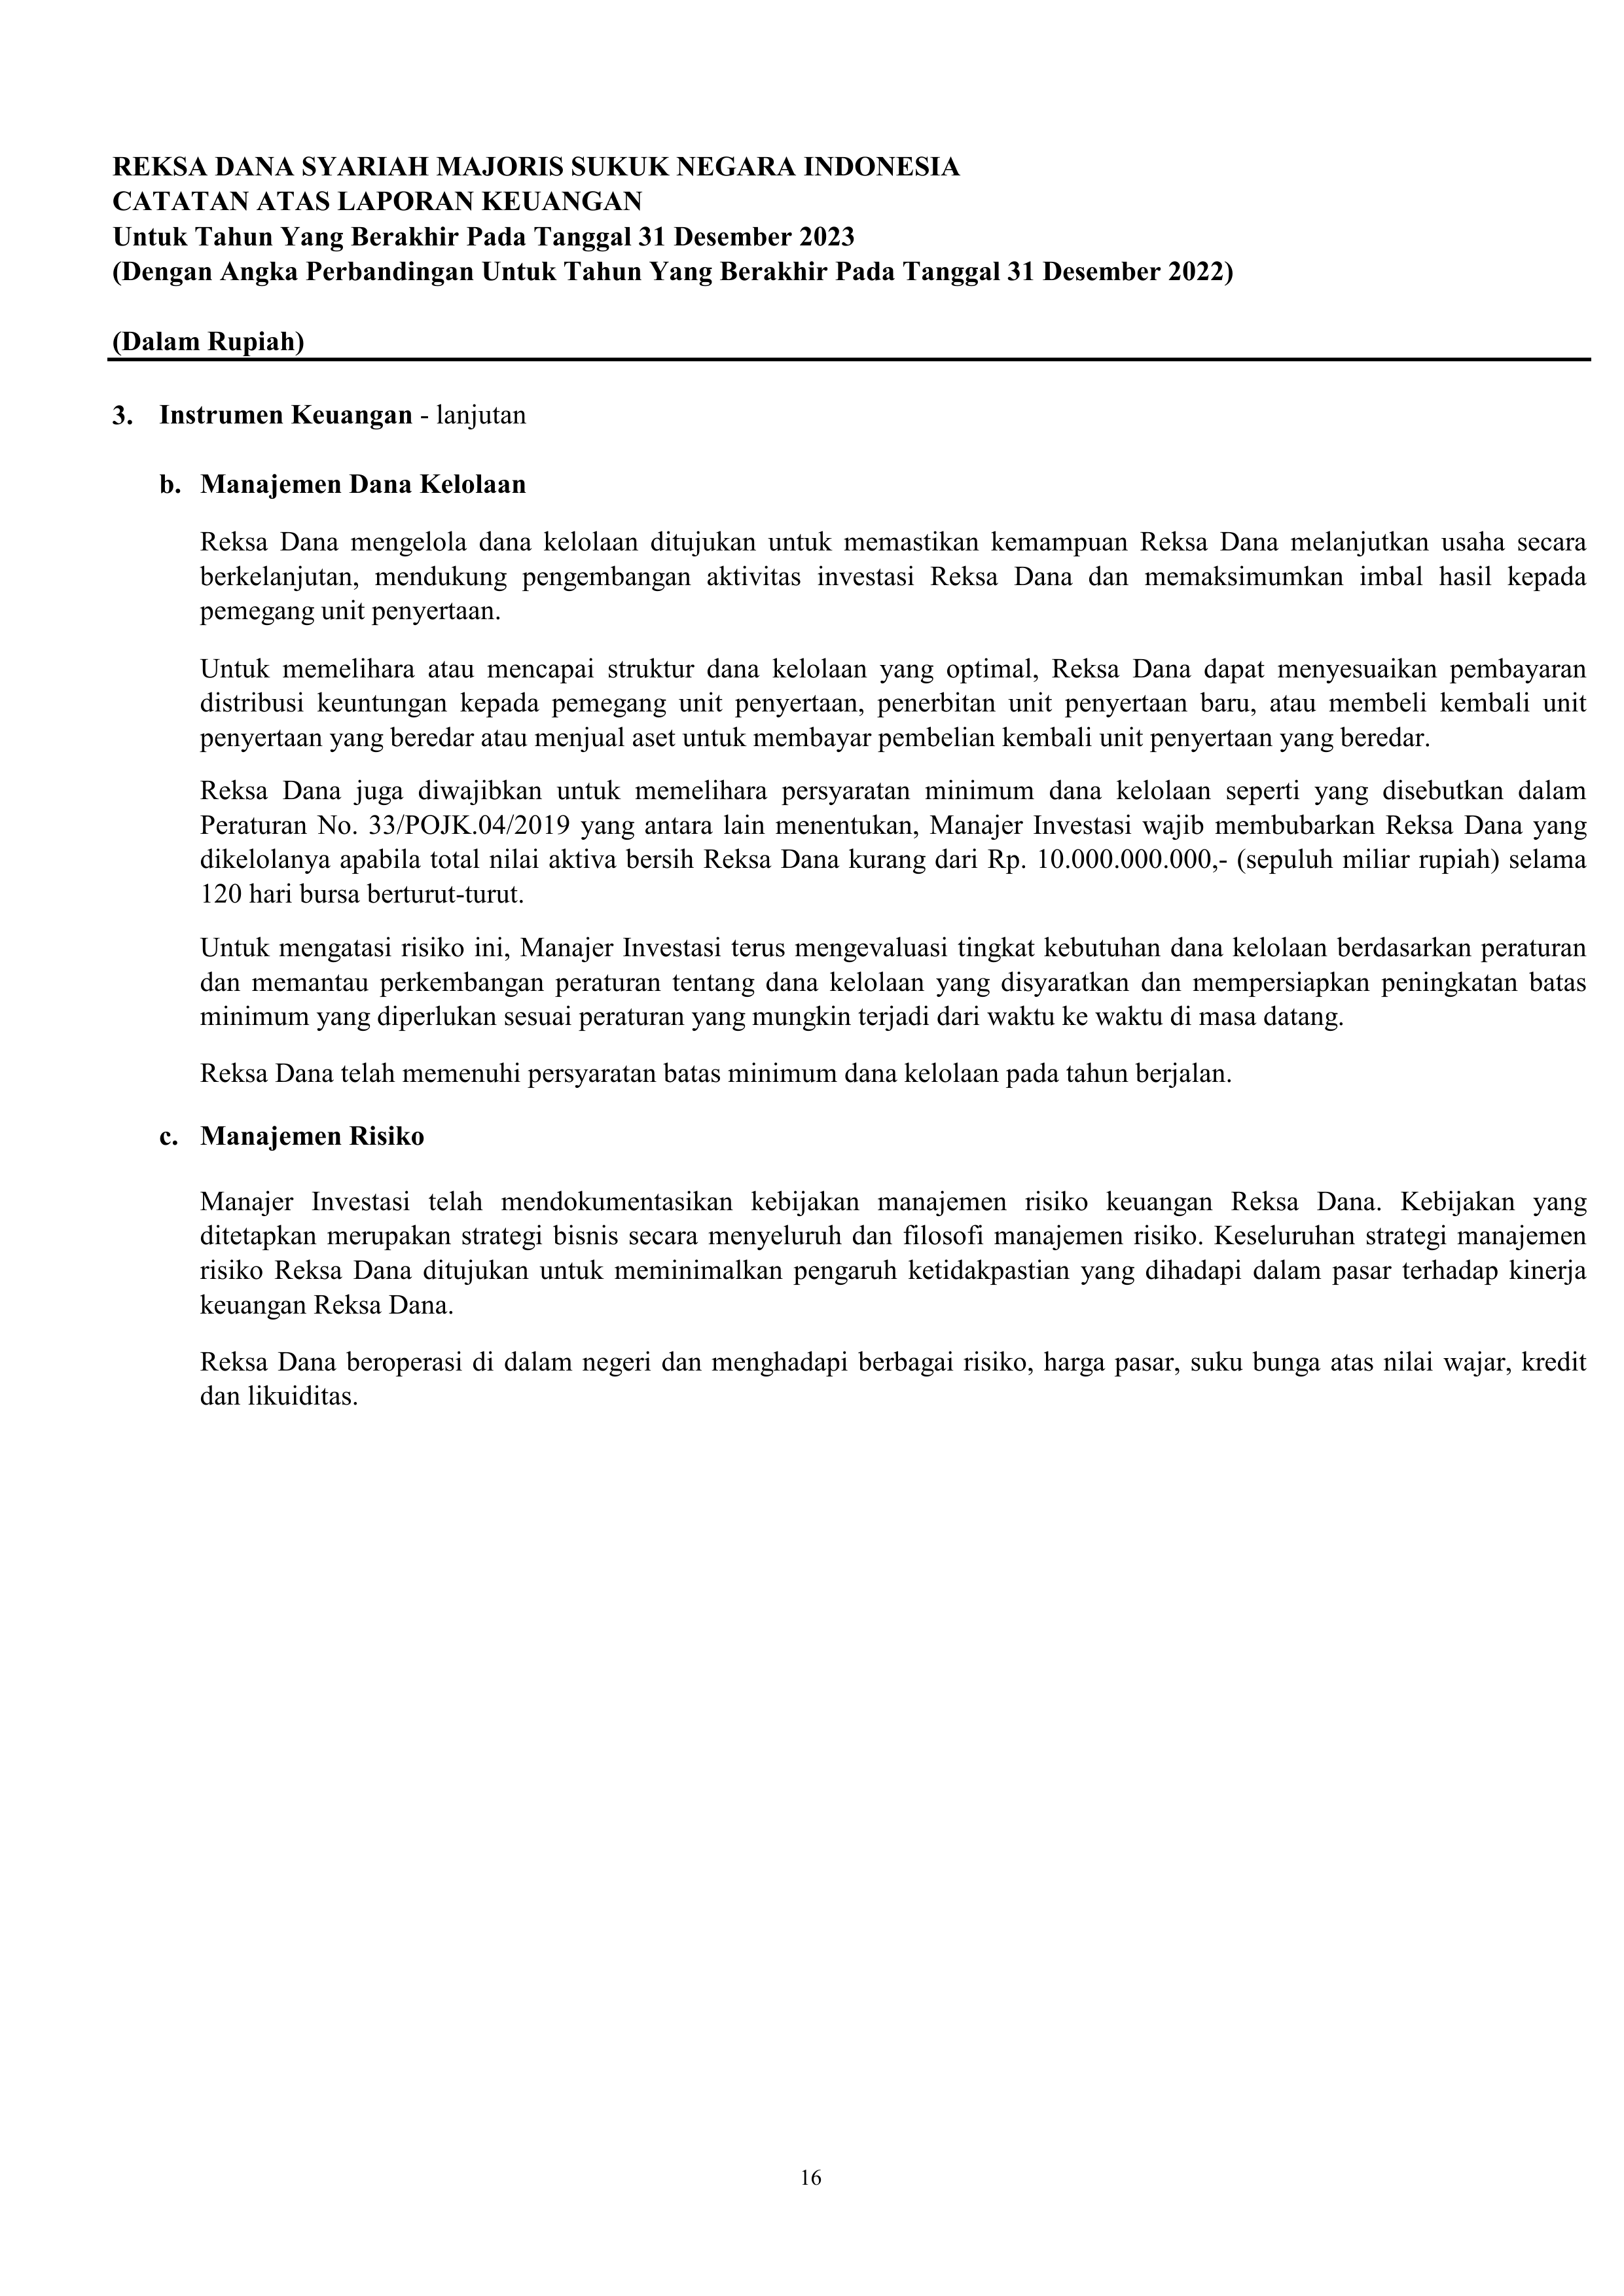 REKSA DANA SYARIAH MAJORIS SUKUK NEGARA INDONESIA
CATATAN ATAS LAPORAN KEUANGAN
Untuk Tahun Yang Berakhir Pada Tanggal 31 Desember 2023
(Dengan Angka Perbandingan Untuk Tahun Yang Berakhir Pada Tanggal 31 Desember 2022)
(Dalam Rupiah)
3. Instrumen Keuangan - lanjutan
b. Manajemen Dana Kelolaan
Reksa Dana mengelola dana kelolaan ditujukan untuk memastikan kemampuan Reksa Dana melanjutkan usaha secara
berkelanjutan, mendukung pengembangan aktivitas investasi Reksa Dana dan memaksimumkan imbal hasil kepada
pemegang unit penyertaan.
Untuk memelihara atau mencapai struktur dana kelolaan yang optimal, Reksa Dana dapat menyesuaikan pembayaran
distribusi keuntungan kepada pemegang unit penyertaan, penerbitan unit penyertaan baru, atau membeli kembali unit
penyertaan yang beredar atau menjual aset untuk membayar pembelian kembali unit penyertaan yang beredar.
Reksa Dana juga diwajibkan untuk memelihara persyaratan minimum dana kelolaan seperti yang disebutkan dalam
Peraturan No. 33/POJK.04/2019 yang antara lain menentukan, Manajer Investasi wajib membubarkan Reksa Dana yang
dikelolanya apabila total nilai aktiva bersih Reksa Dana kurang dari Rp. 10.000.000.000,- (sepuluh miliar rupiah) selama
120 hari bursa berturut-turut.
Untuk mengatasi risiko ini, Manajer Investasi terus mengevaluasi tingkat kebutuhan dana kelolaan berdasarkan peraturan
dan memantau perkembangan peraturan tentang dana kelolaan yang disyaratkan dan mempersiapkan peningkatan batas
minimum yang diperlukan sesuai peraturan yang mungkin terjadi dari waktu ke waktu di masa datang.
Reksa Dana telah memenuhi persyaratan batas minimum dana kelolaan pada tahun berjalan.
c. Manajemen Risiko
Manajer Investasi telah mendokumentasikan kebijakan manajemen risiko keuangan Reksa Dana. Kebijakan yang
ditetapkan merupakan strategi bisnis secara menyeluruh dan filosofi manajemen risiko. Keseluruhan strategi manajemen
risiko Reksa Dana ditujukan untuk meminimalkan pengaruh ketidakpastian yang dihadapi dalam pasar terhadap kinerja
keuangan Reksa Dana.
Reksa Dana beroperasi di dalam negeri dan menghadapi berbagai risiko, harga pasar, suku bunga atas nilai wajar, kredit
dan likuiditas.
16